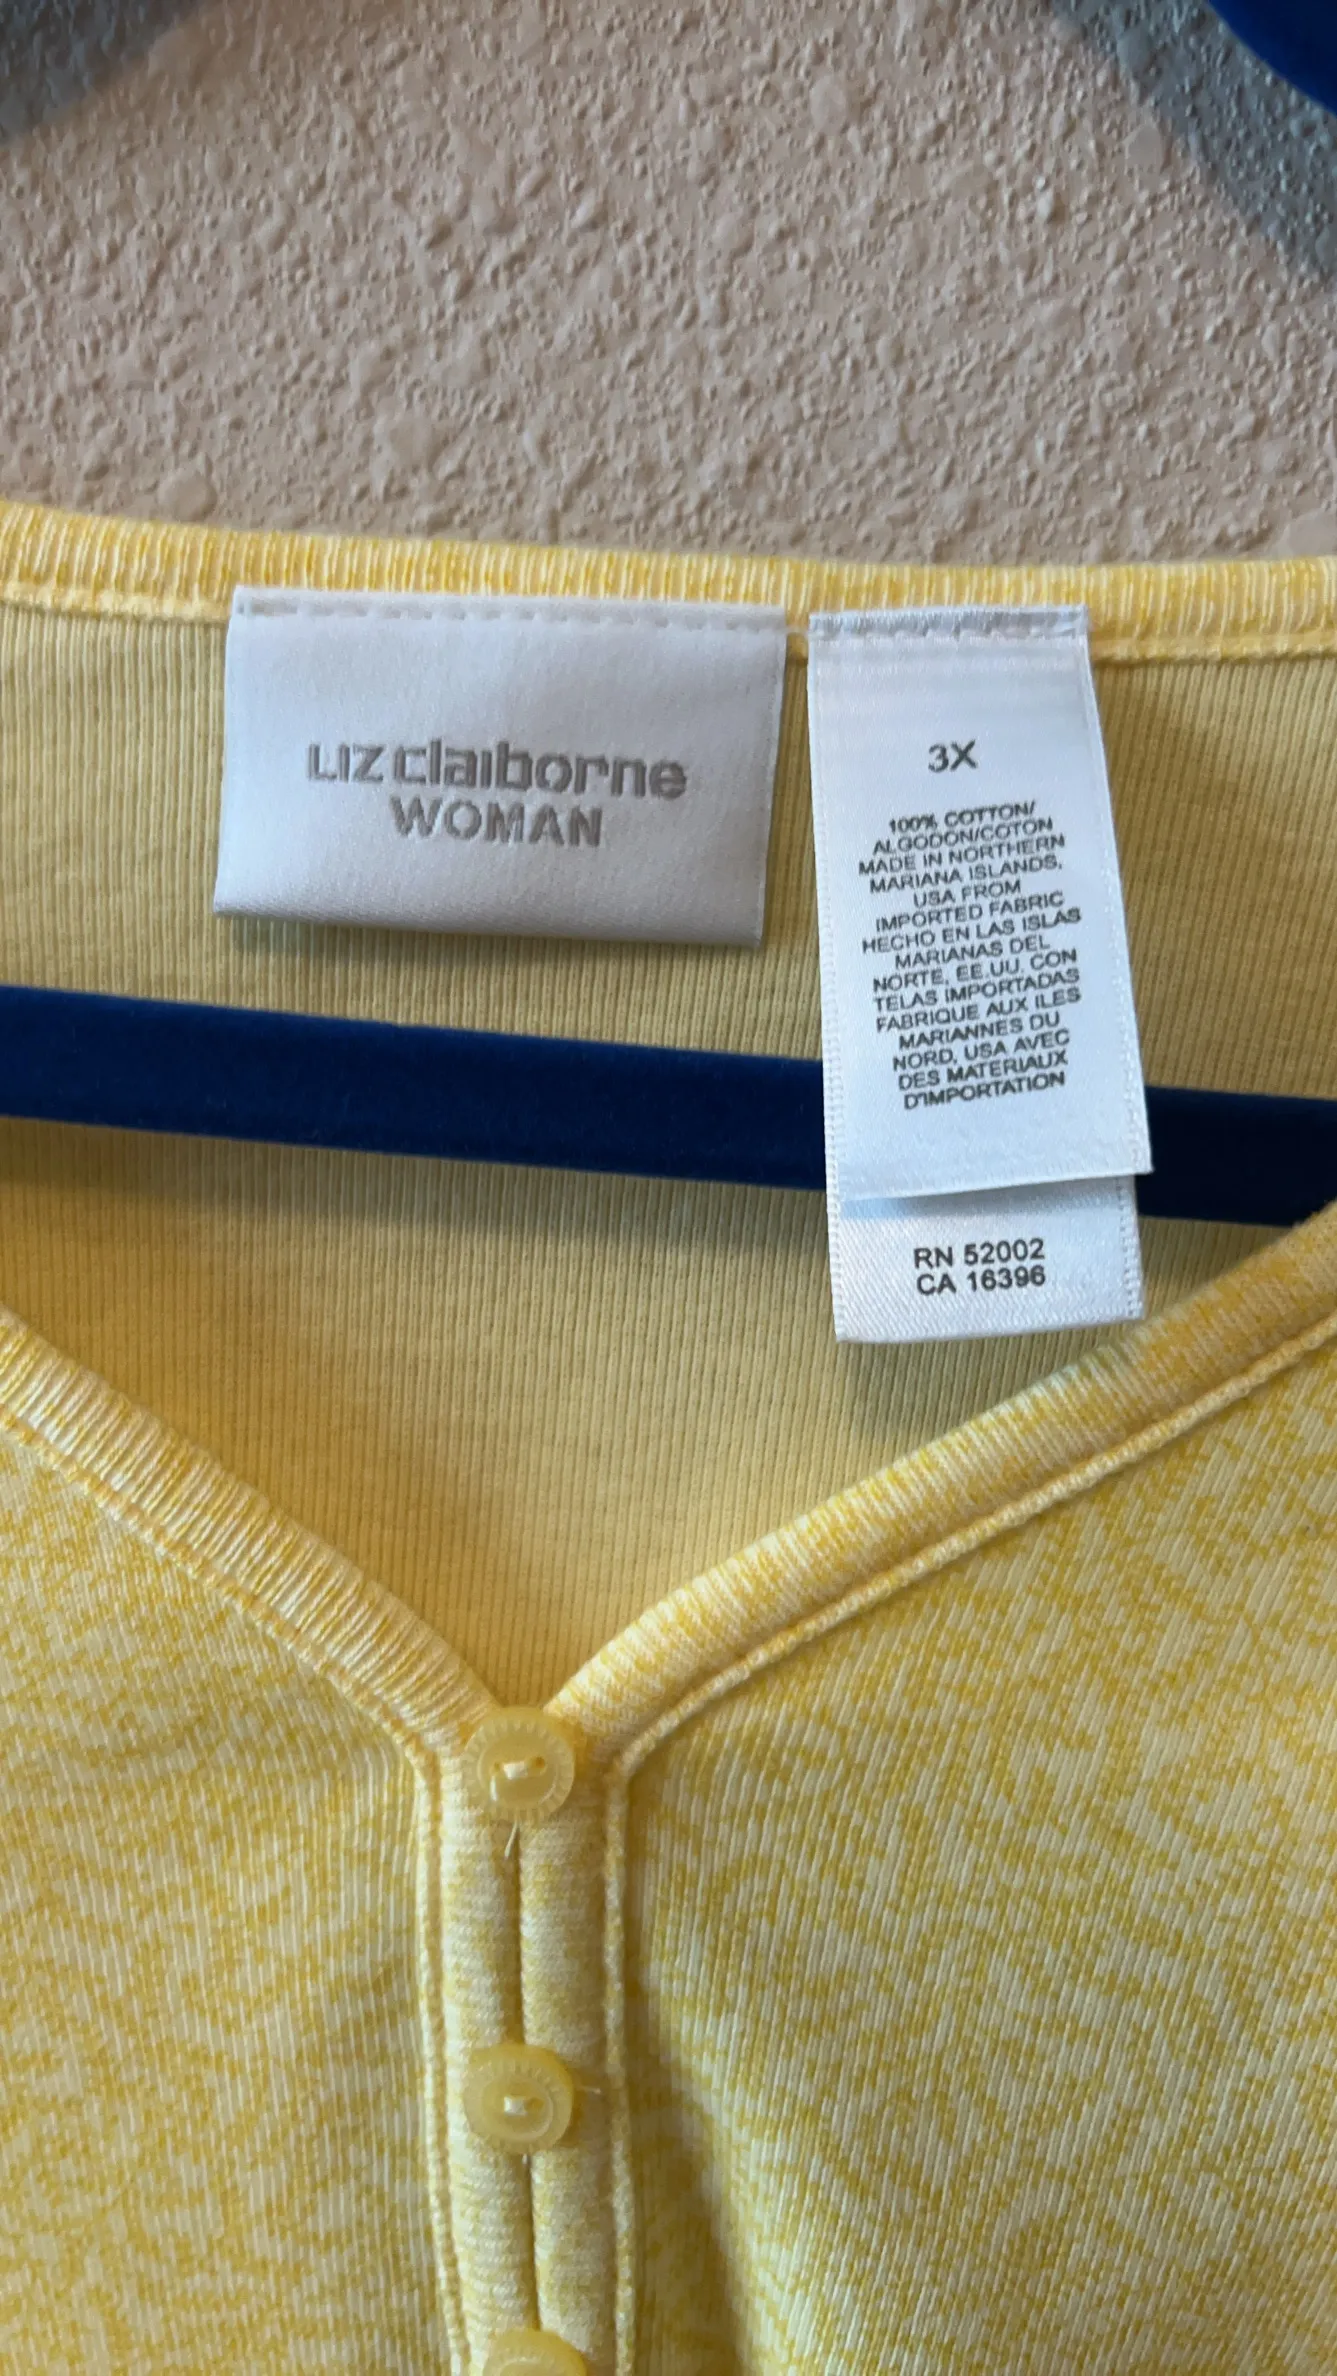 LIZ claiborne
WOMAN
3X
100% COTTON/
ALGODON/COTON
MADE IN NORTHERN
MARIANA ISLANDS,
USA FROM
IMPORTED FABRIC
HECHO EN LAS ISLAS
MARIANAS DEL
NORTE, EE.UU. CON
TELAS IMPORTADAS
FABRIQUE AUX ILES
MARIANNES DU
NORD, USA AVEC
DES MATERIAUX
D'IMPORTATION
RN 52002
CA 16396